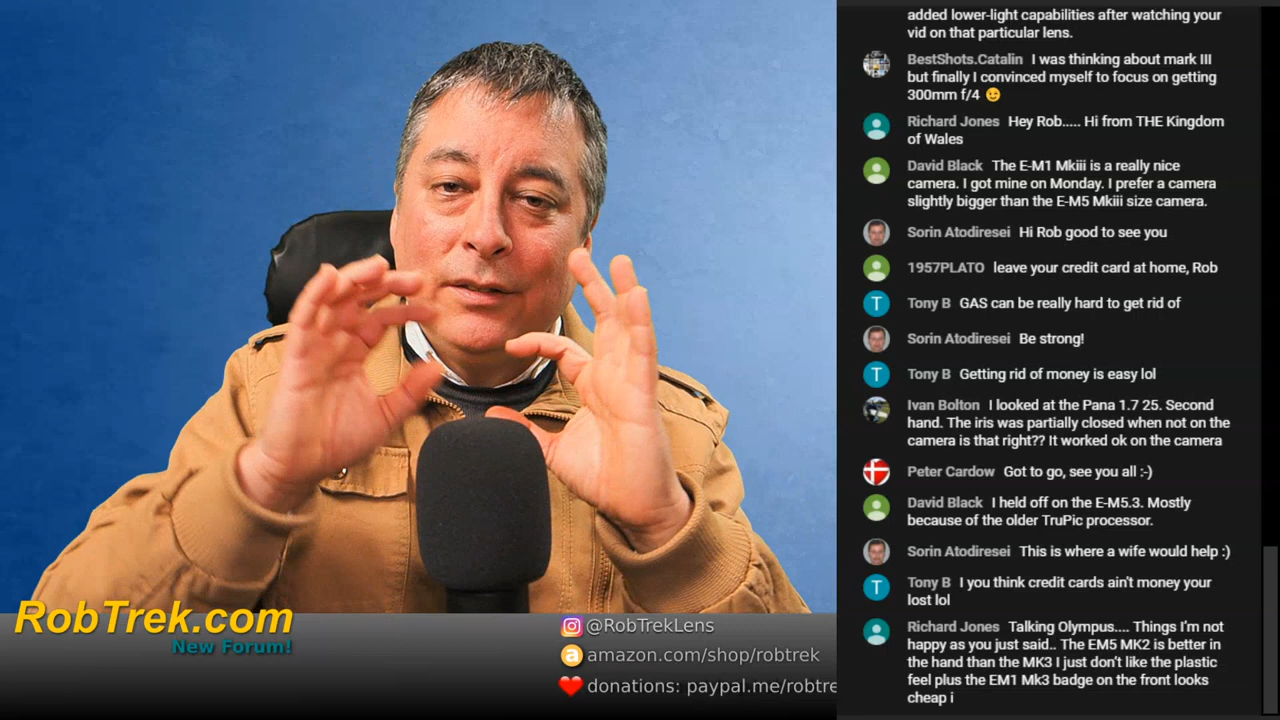 added lower-light capabilities after watching your
vid on that particular lens.
BestShots.Catalin I was thinking about mark III
but finally I convinced myself to focus on getting
300mm f/4 😉
Richard Jones Hey Rob..... Hi from THE Kingdom
of Wales
David Black The E-M1 Mkiii is a really nice
camera. I got mine on Monday. I prefer a camera
slightly bigger than the E-M5 Mkiii size camera.
Sorin Atodiresei Hi Rob good to see you
1957PLATO leave your credit card at home, Rob
T Tony B GAS can be really hard to get rid of
Sorin Atodiresei Be strong!
T Tony B Getting rid of money is easy lol
Ivan Bolton I looked at the Pana 1.7 25. Second
hand. The iris was partially closed when not on the
camera is that right?? It worked ok on the camera
Peter Cardow Got to go, see you all :-)
David Black I held off on the E-M5.3. Mostly
because of the older TruPic processor.
Sorin Atodiresei This is where a wife would help :)
T Tony B I you think credit cards ain't money your
lost lol
Richard Jones Talking Olympus.... Things I'm not
happy as you just said.. The EM5 MK2 is better in
the hand than the MK3 I just don't like the plastic
feel plus the EM1 Mk3 badge on the front looks
cheap i
RobTrek.com
New Forum!
@RobTrekLens
a amazon.com/shop/robtrek
donations: paypal.me/robtre